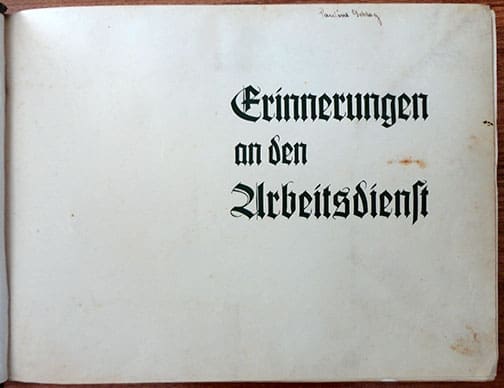 Erinnerungen
an den
Arbeitsdienst